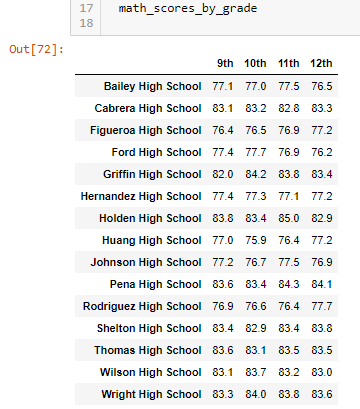 17 math_scores_by_grade
18
Out[72]:
9th 10th 11th 12th
Bailey High School 77.1 77.0 77.5 76.5
Cabrera High School 83.1 83.2 82.8 83.3
Figueroa High School 76.4 76.5 76.9 77.2
Ford High School 77.4 77.7 76.9 76.2
Griffin High School 82.0 84.2 83.8 83.4
Hernandez High School 77.4 77.3 77.1 77.2
Holden High School 83.8 83.4 85.0 82.9
Huang High School 77.0 75.9 76.4 77.2
Johnson High School 77.2 76.7 77.5 76.9
Pena High School 83.6 83.4 84.3 84.1
Rodriguez High School 76.9 76.6 76.4 77.7
Shelton High School 83.4 82.9 83.4 83.8
Thomas High School 83.6 83.1 83.5 83.5
Wilson High School 83.1 83.7 83.2 83.0
Wright High School 83.3 84.0 83.8 83.6